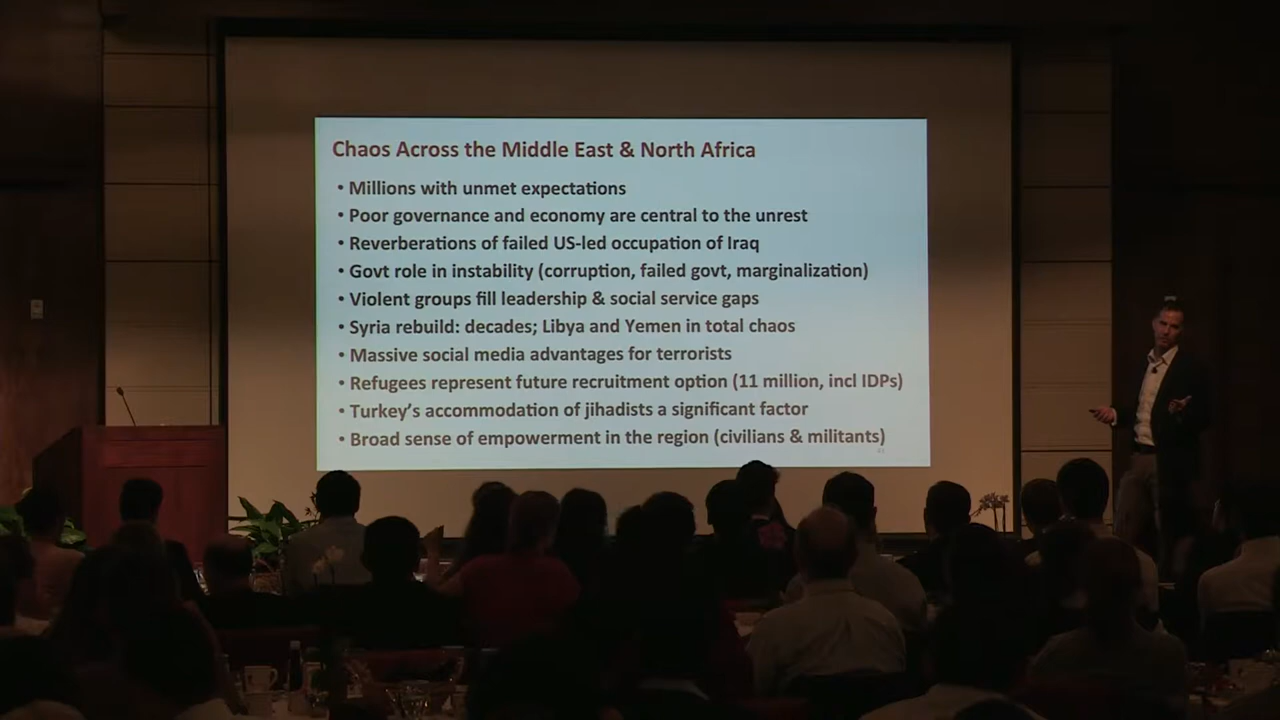 Chaos Across the Middle East & North Africa
• Millions with unmet expectations
• Poor governance and economy are central to the unrest
• Reverberations of failed US-led occupation of Iraq
• Govt role in instability (corruption, failed govt, marginalization)
• Violent groups fill leadership & social service gaps
• Syria rebuild: decades; Libya and Yemen in total chaos
• Massive social media advantages for terrorists
• Refugees represent future recruitment option (11 million, incl IDPs)
• Turkey's accommodation of jihadists a significant factor
• Broad sense of empowerment in the region (civilians & militants)